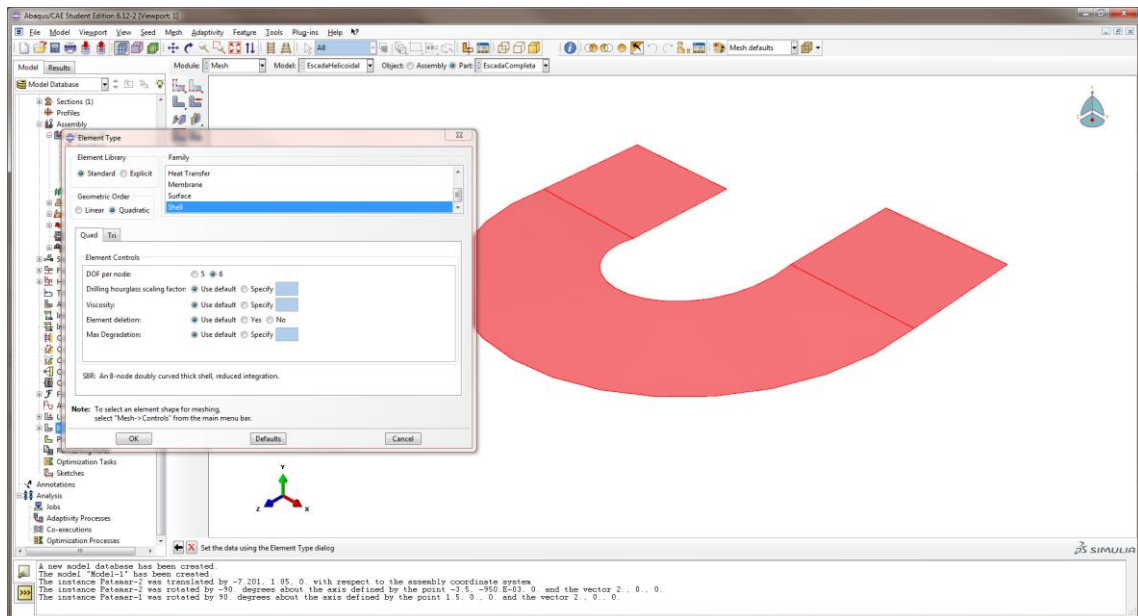 Abaqus/CAE Student Edition 6.12-2 [Viewport: 1]
File Model Viewport View Seed Mesh Adaptivity Feature Tools Plug-ins Help
All
Mesh defaults
Model Results
Module: Mesh Model: EscadaHelicoidal Object: Assembly Part: EscadaCompleta
Model Database
Sections (1)
Profiles
Assembly
Element Type
Element Library
Family
Standard Explicit
Heat Transfer
Membrane
Geometric Order
Surface
Linear Quadratic
Shell
Quad Tri
Element Controls
DOF per node: 5 6
Drilling hourglass scaling factor: Use default Specify
Viscosity: Use default Specify
Element deletion: Use default Yes No
Max Degradation: Use default Specify
S8R: An 8-node doubly curved thick shell, reduced integration.
Note: To select an element shape for meshing,
select "Mesh->Controls" from the main menu bar.
OK Defaults Cancel
Optimization Tasks
Sketches
Annotations
Analysis
Jobs
Adaptivity Processes
Co-executions
Optimization Processes
Y
Z X
Set the data using the Element Type dialog
SIMULIA
A new model database has been created.
The model "Model-1" has been created.
The instance Patamar-2 was translated by -7.201, 1.05, 0. with respect to the assembly coordinate system
The instance Patamar-2 was rotated by -90. degrees about the axis defined by the point -3.5, -950.E-03, 0. and the vector 2., 0., 0.
The instance Patamar-1 was rotated by 90. degrees about the axis defined by the point 1.5, 0., 0. and the vector 2., 0., 0.